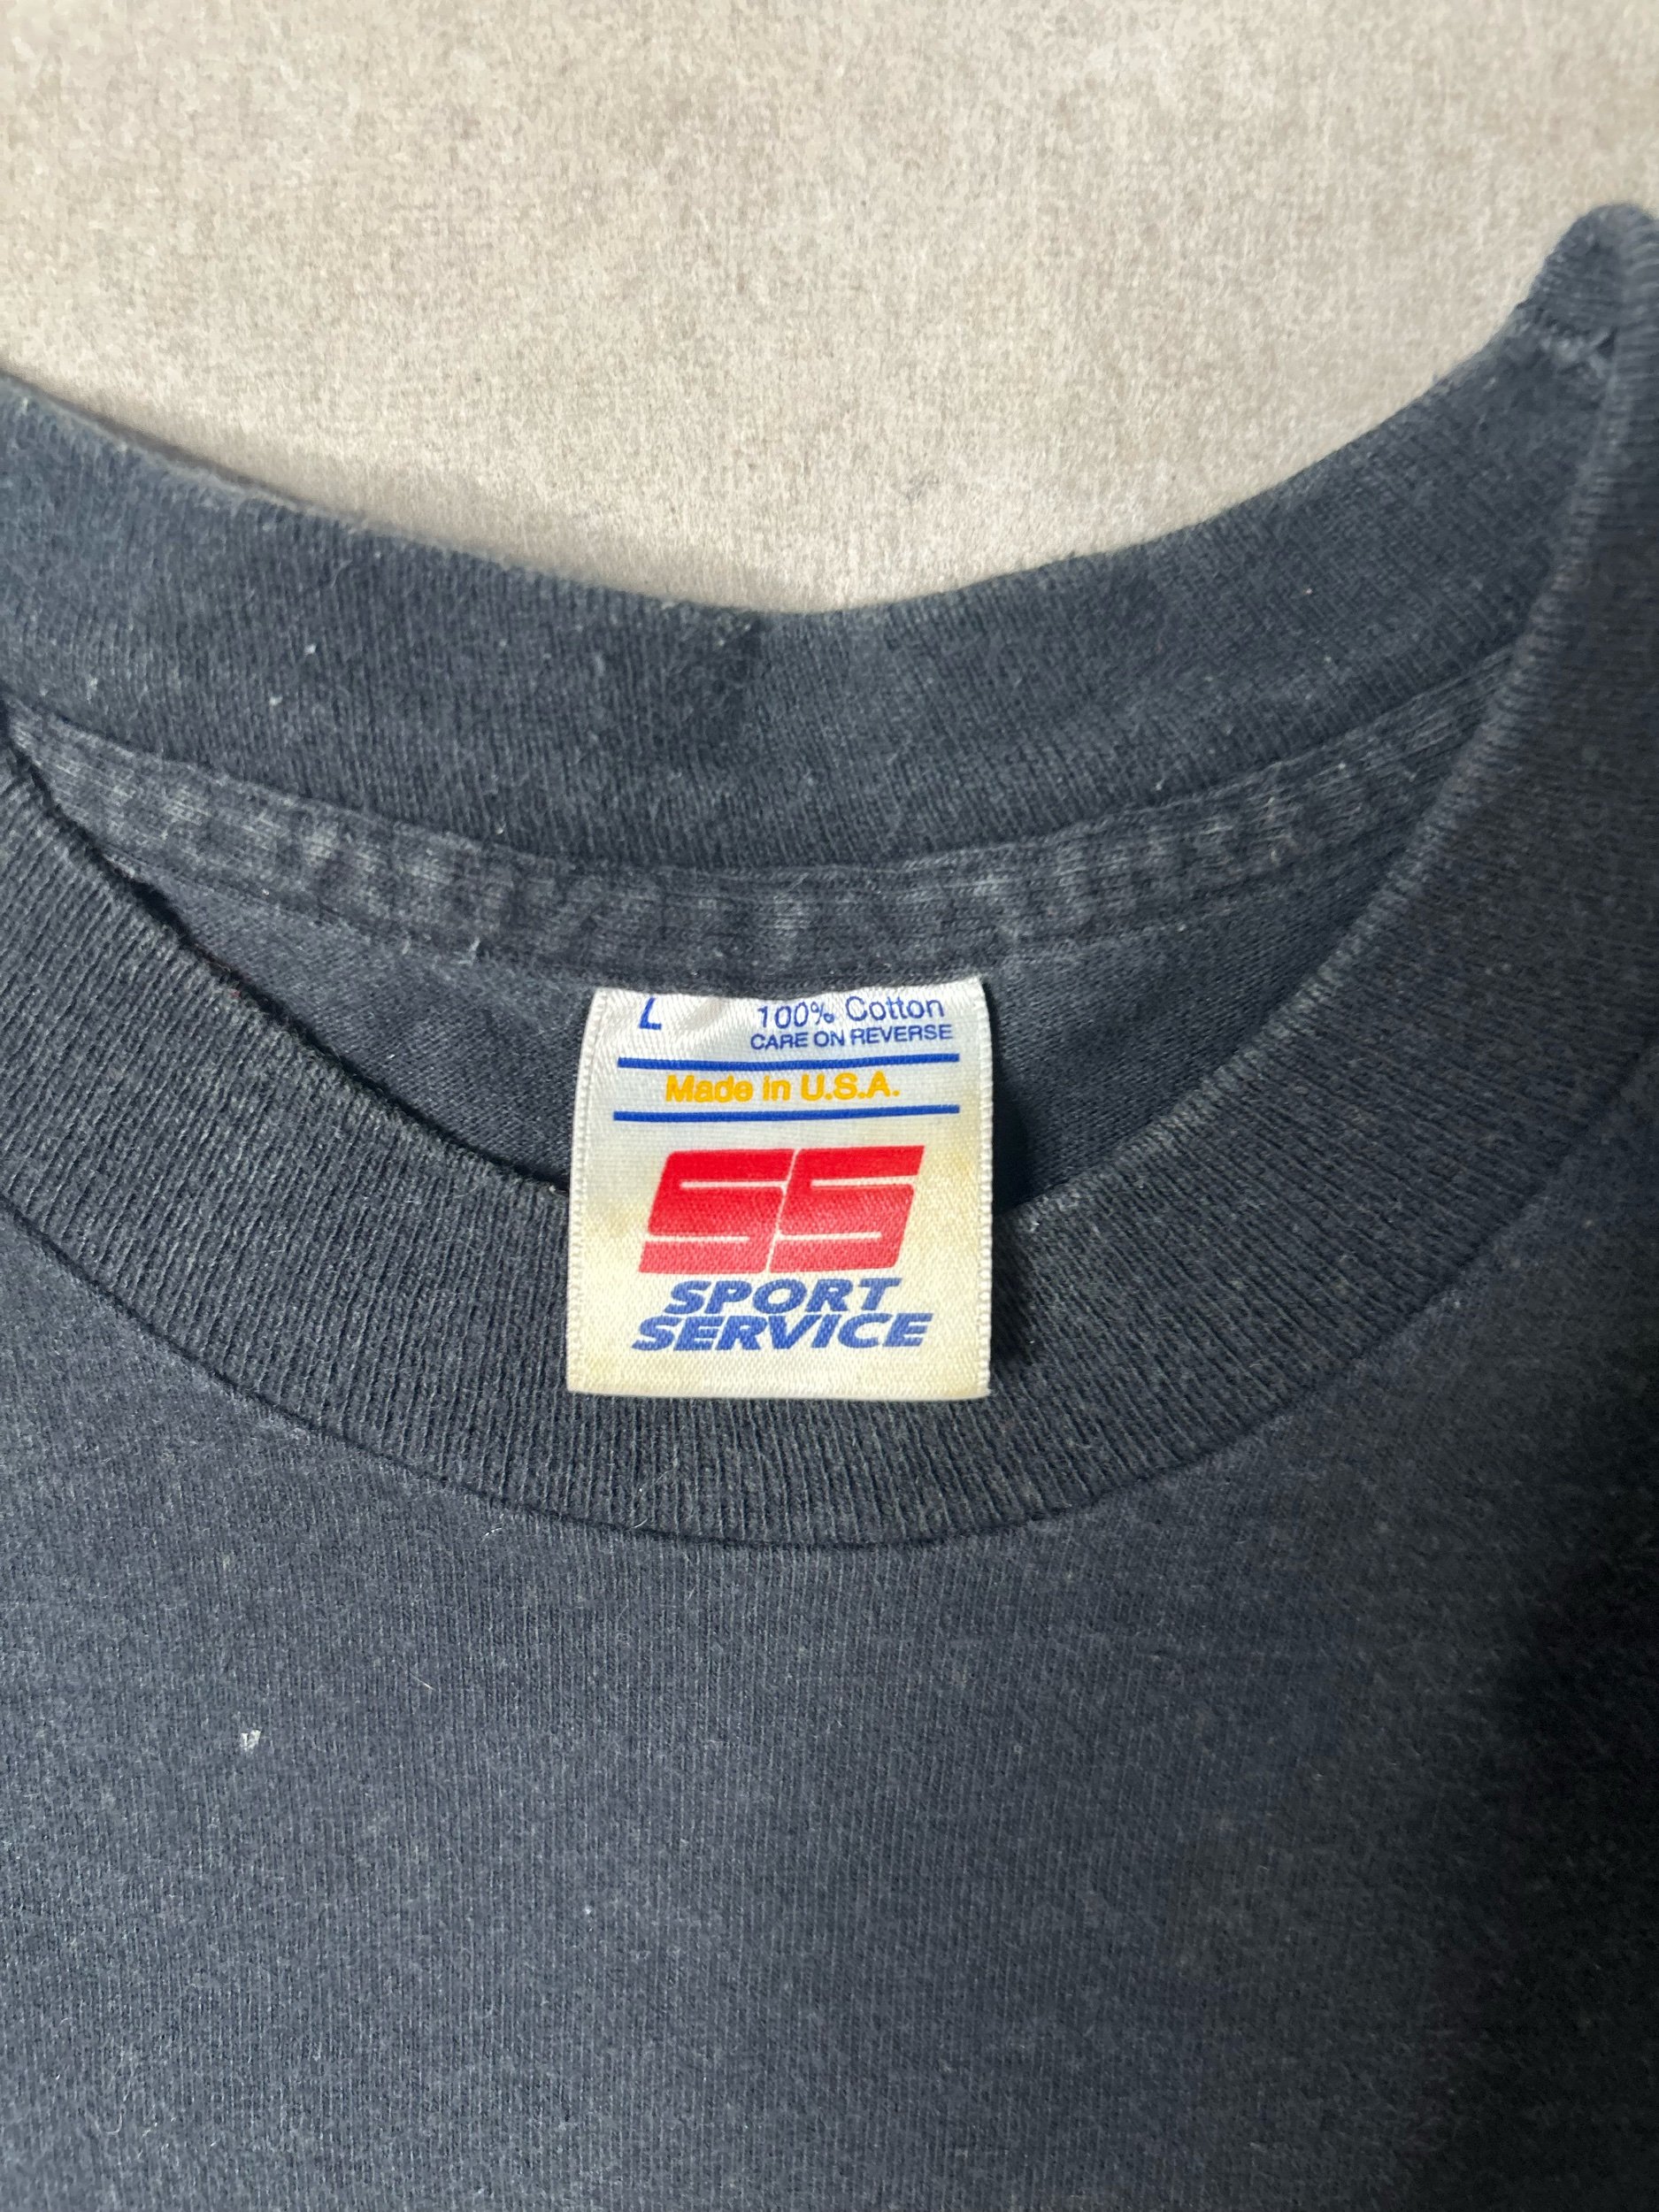 L 100% Cotton
CARE ON REVERSE
Made in U.S.A.
SS
SPORT
SERVICE